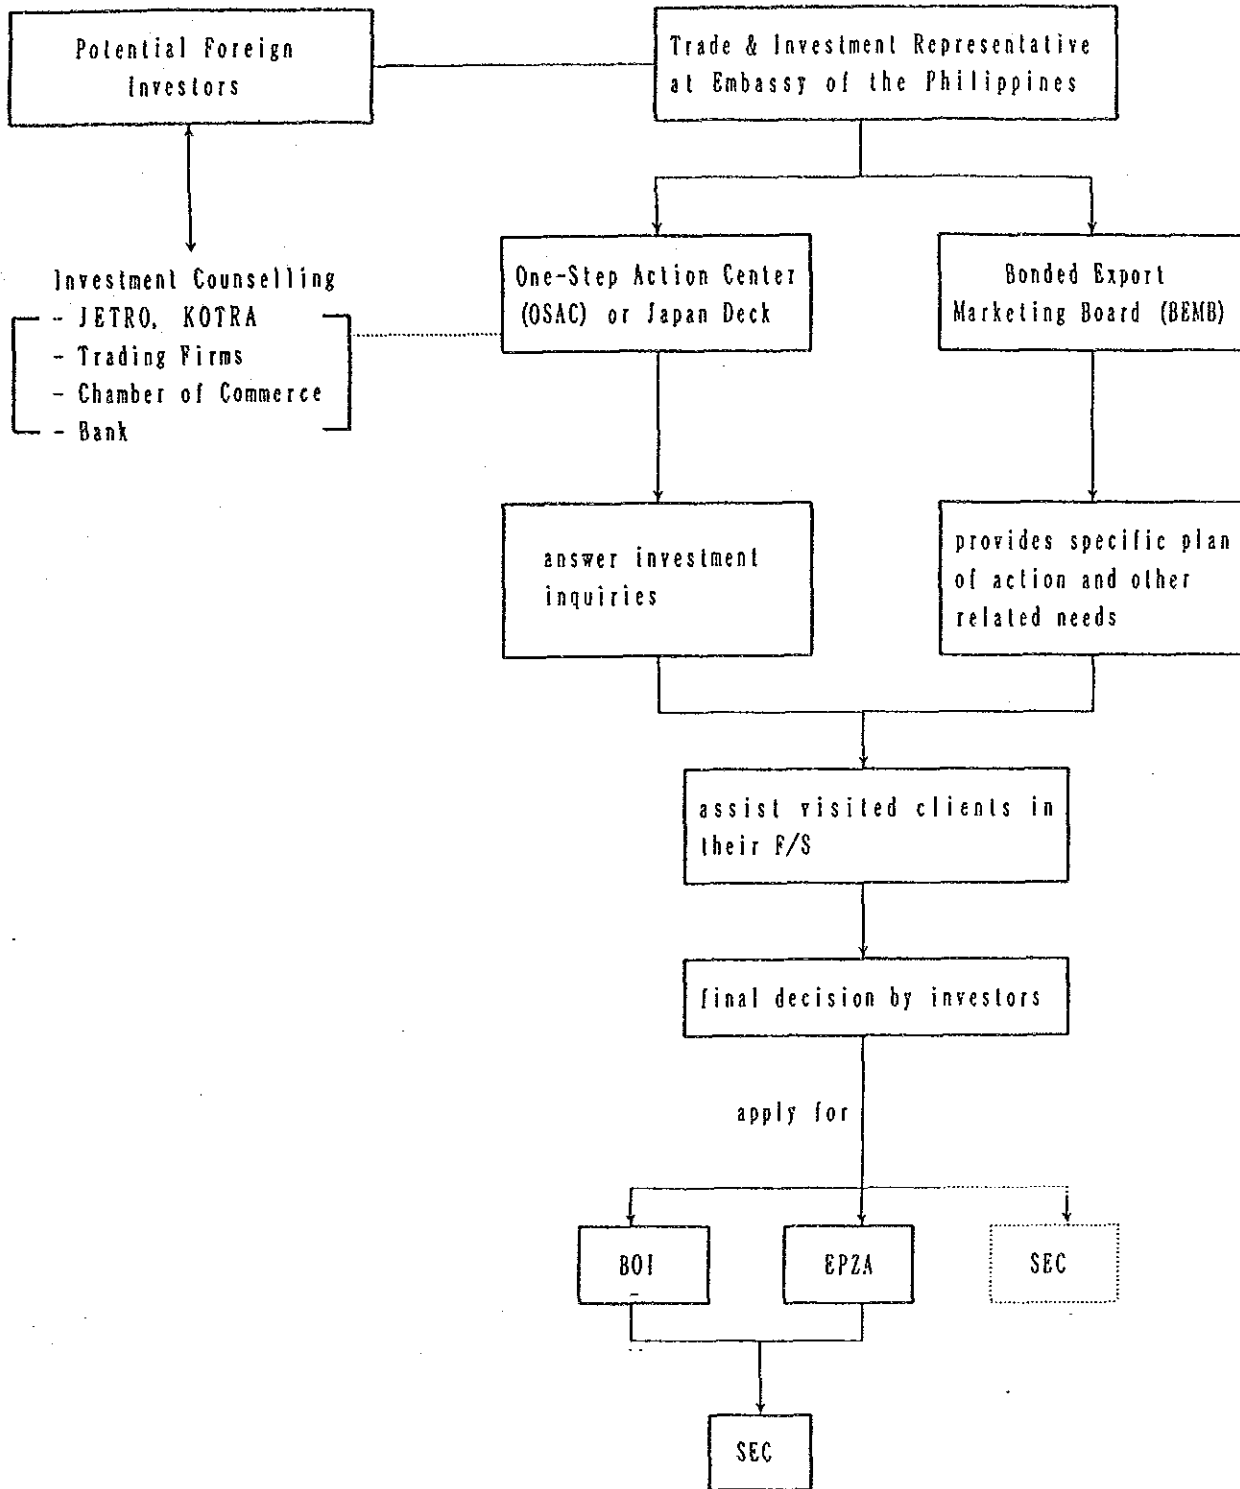 Potential Foreign
Investors
Trade & Investment Representative
at Embassy of the Philippines
Investment Counselling
- JETRO, KOTRA
- Trading Firms
- Chamber of Commerce
- Bank
One-Step Action Center
(OSAC) or Japan Deck
Bonded Export
Marketing Board (BEMB)
answer investment
inquiries
provides specific plan
of action and other
related needs
assist visited clients in
their F/S
final decision by investors
apply for
BOI
EPZA
SEC
SEC